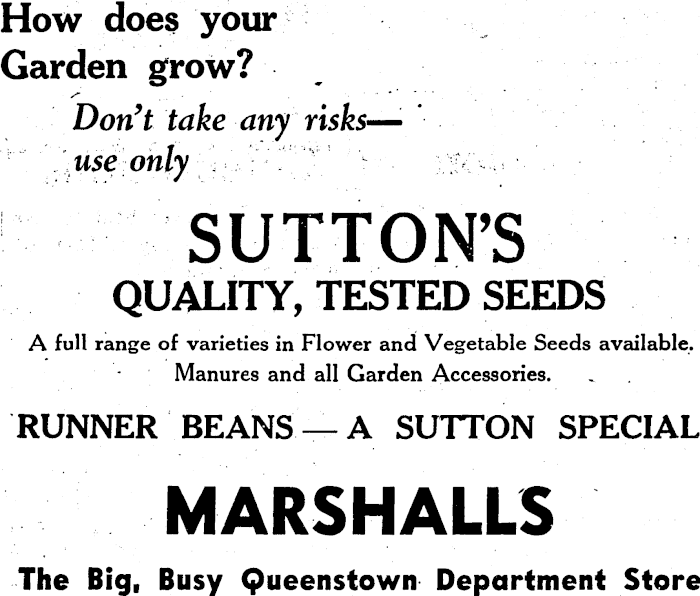 How does your
Garden grow?
Don't take any risks—
use only
SUTTON'S
QUALITY, TESTED SEEDS
A full range of varieties in Flower and Vegetable Seeds available.
Manures and all Garden Accessories.
RUNNER BEANS — A SUTTON SPECIAL
MARSHALLS
The Big, Busy Queenstown Department Store